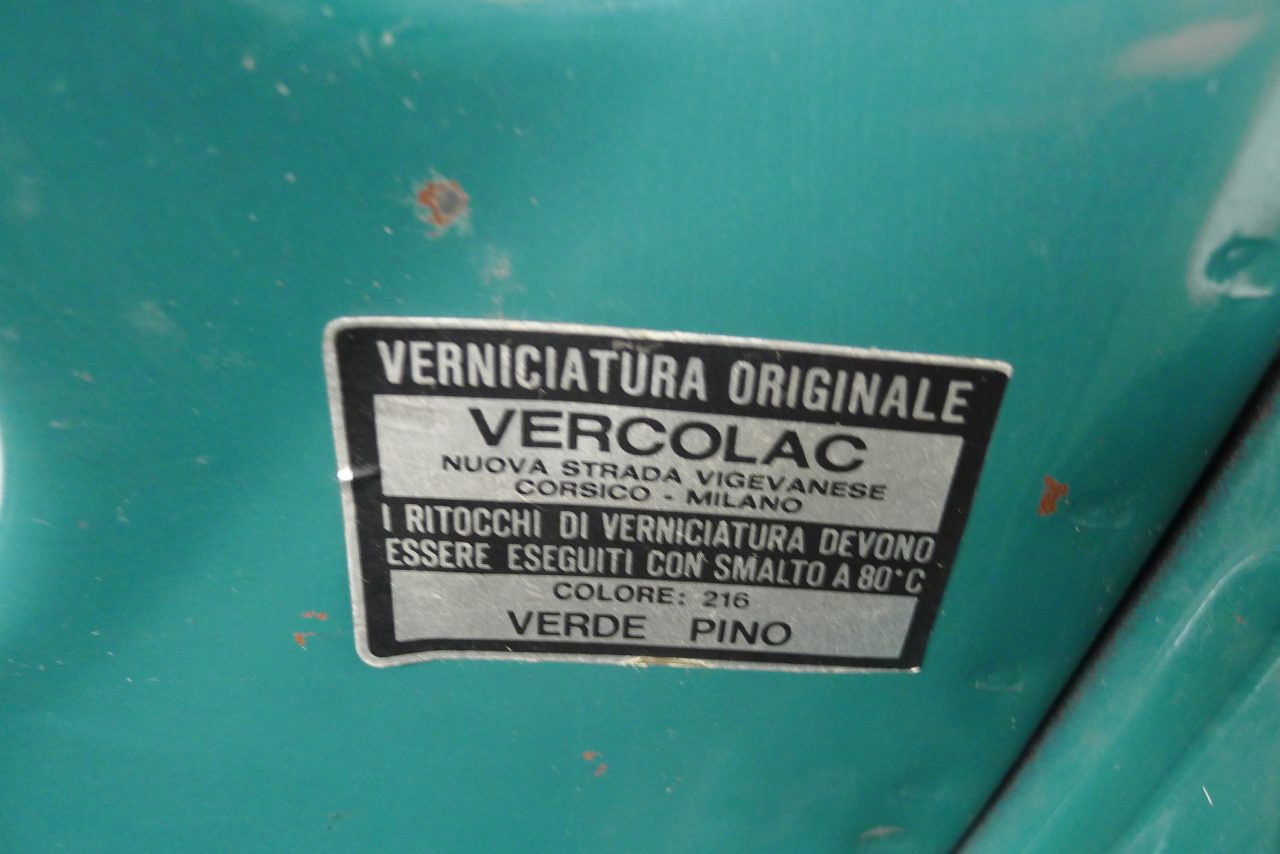 VERNICIATURA ORIGINALE
VERCOLAC
NUOVA STRADA VIGEVANESE
CORSICO - MILANO
I RITOCCHI DI VERNICIATURA DEVONO
ESSERE ESEGUITI CON SMALTO A 80°C
COLORE: 216
VERDE PINO